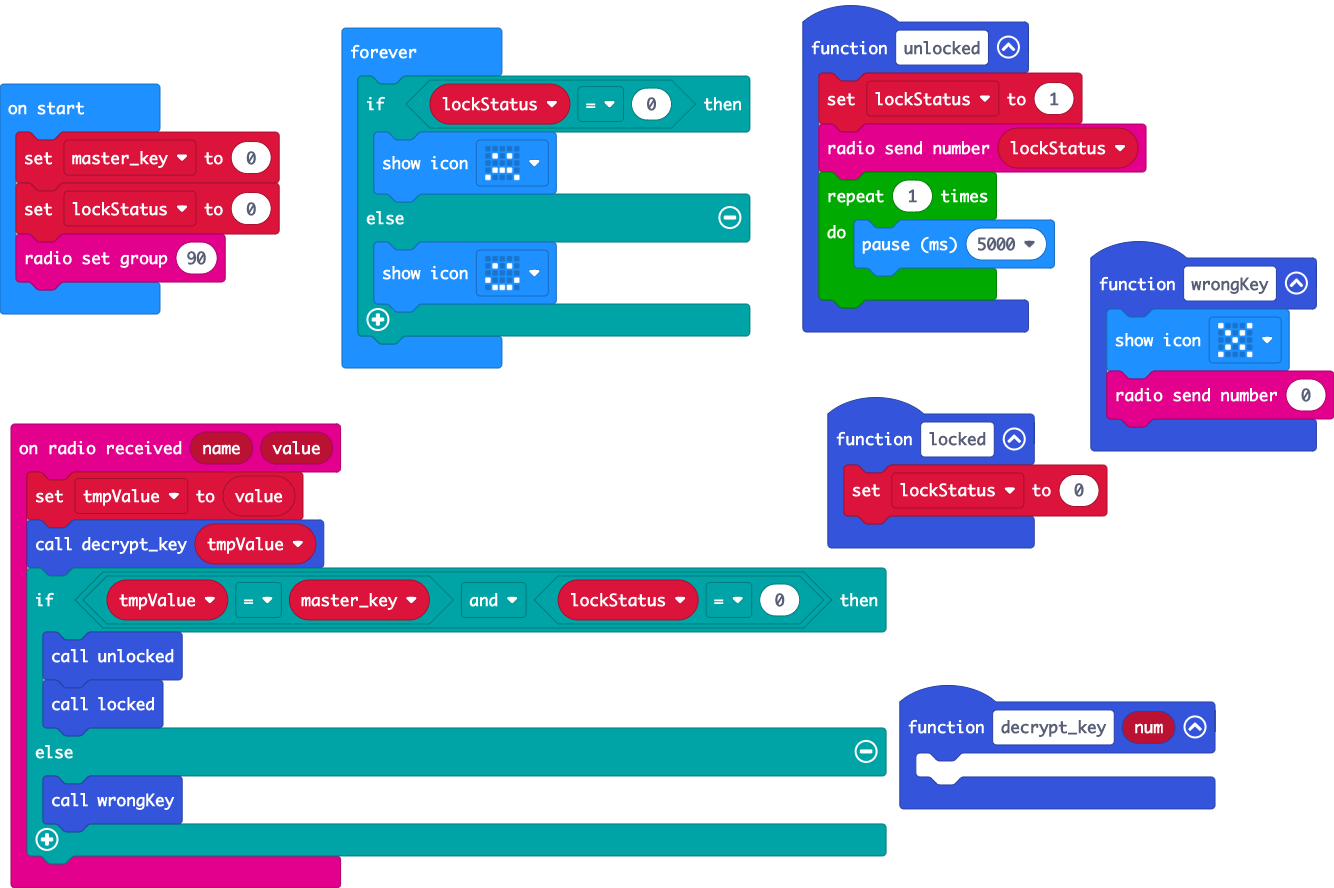 on start
set master_key to 0
set lockStatus to 0
radio set group 90
forever
if lockStatus = 0 then
show icon
else
show icon
function unlocked
set lockStatus to 1
radio send number lockStatus
repeat 1 times
do pause (ms) 5000
function wrongKey
show icon
radio send number 0
function locked
set lockStatus to 0
on radio received name value
set tmpValue to value
call decrypt_key tmpValue
if tmpValue = master_key and lockStatus = 0 then
call unlocked
call locked
else
call wrongKey
function decrypt_key num